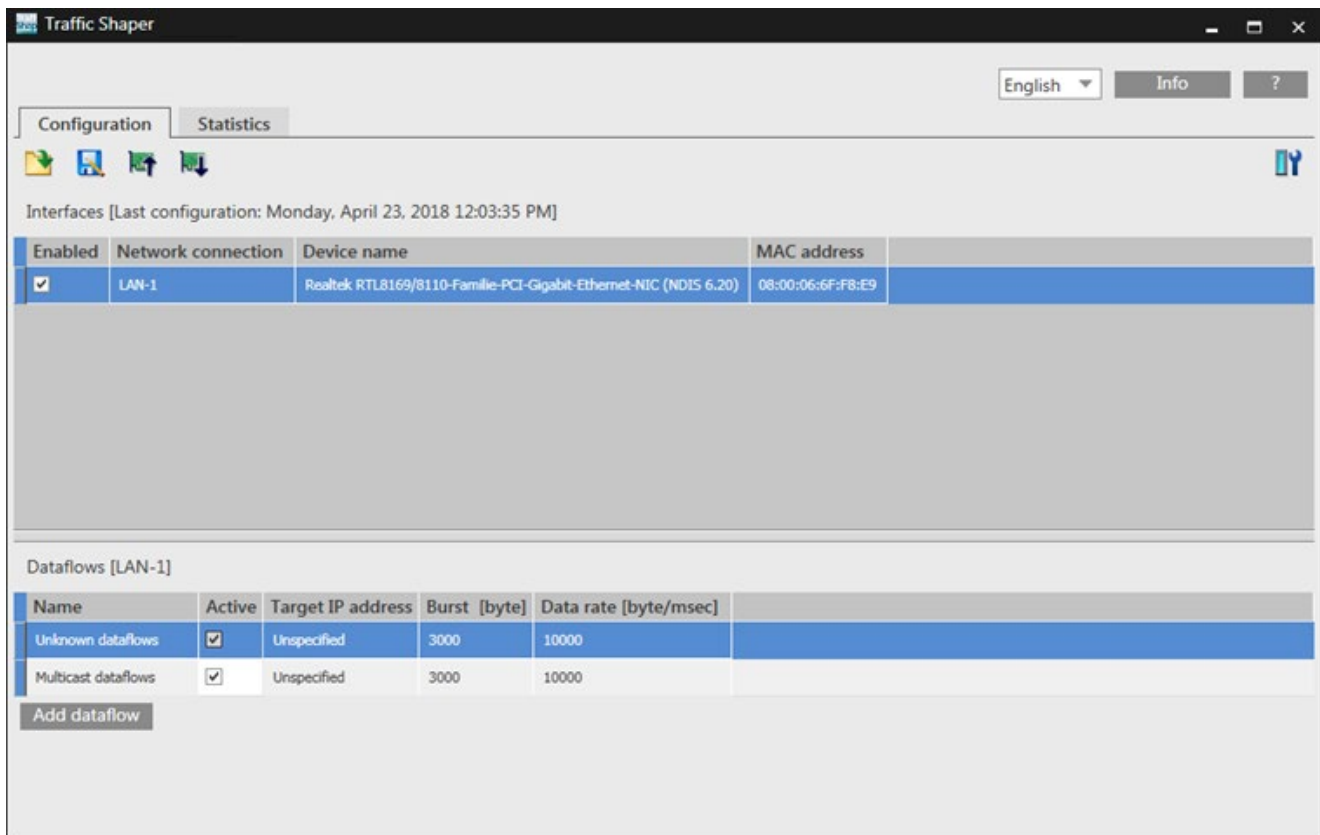 Traffic Shaper
English Info ?
Configuration Statistics
Interfaces [Last configuration: Monday, April 23, 2018 12:03:35 PM]
Enabled Network connection Device name MAC address
LAN-1 Realtek RTL8169/8110-Familie-PCI-Gigabit-Ethernet-NIC (NDIS 6.20) 08:00:06:6F:F8:E9
Dataflows [LAN-1]
Name Active Target IP address Burst [byte] Data rate [byte/msec]
Unknown dataflows Unspecified 3000 10000
Multicast dataflows Unspecified 3000 10000
Add dataflow